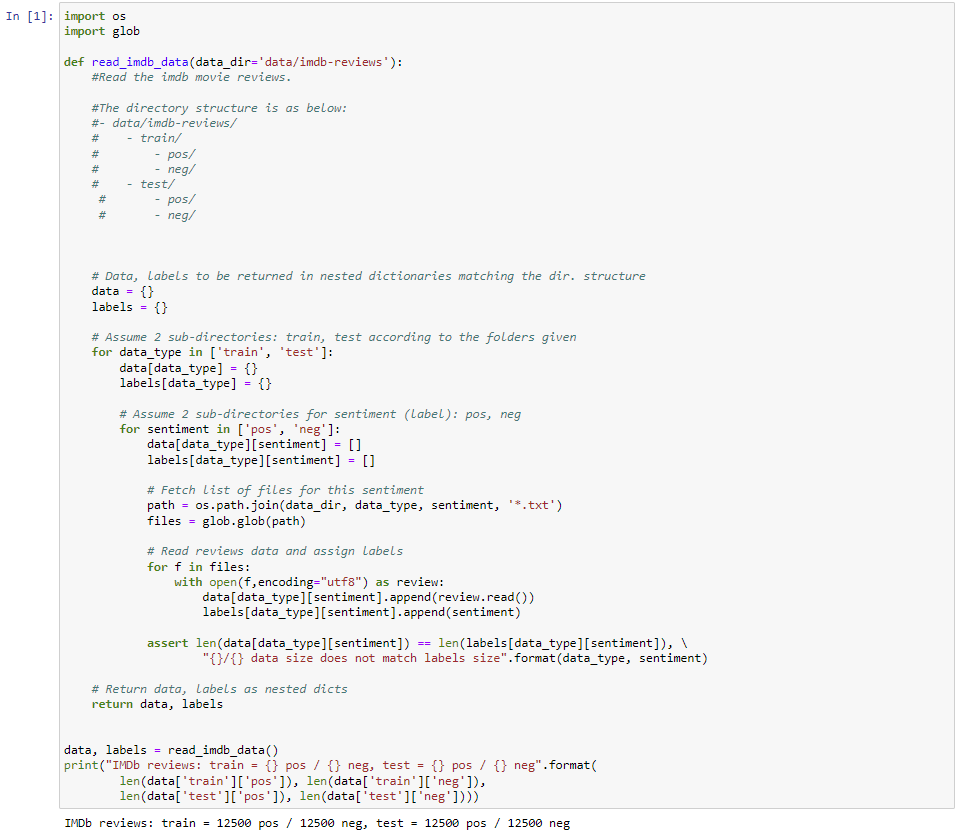 In [1]: import os
import glob

def read_imdb_data(data_dir='data/imdb-reviews'):
    #Read the imdb movie reviews.

    #The directory structure is as below:
    #- data/imdb-reviews/
    #    - train/
    #        - pos/
    #        - neg/
    #    - test/
     #       - pos/
     #       - neg/

    # Data, labels to be returned in nested dictionaries matching the dir. structure
    data = {}
    labels = {}

    # Assume 2 sub-directories: train, test according to the folders given
    for data_type in ['train', 'test']:
        data[data_type] = {}
        labels[data_type] = {}

        # Assume 2 sub-directories for sentiment (label): pos, neg
        for sentiment in ['pos', 'neg']:
            data[data_type][sentiment] = []
            labels[data_type][sentiment] = []

            # Fetch list of files for this sentiment
            path = os.path.join(data_dir, data_type, sentiment, '*.txt')
            files = glob.glob(path)

            # Read reviews data and assign labels
            for f in files:
                with open(f,encoding="utf8") as review:
                    data[data_type][sentiment].append(review.read())
                    labels[data_type][sentiment].append(sentiment)

            assert len(data[data_type][sentiment]) == len(labels[data_type][sentiment]), \
                    "{}/{} data size does not match labels size".format(data_type, sentiment)

    # Return data, labels as nested dicts
    return data, labels


data, labels = read_imdb_data()
print("IMDb reviews: train = {} pos / {} neg, test = {} pos / {} neg".format(
        len(data['train']['pos']), len(data['train']['neg']),
        len(data['test']['pos']), len(data['test']['neg'])))
IMDb reviews: train = 12500 pos / 12500 neg, test = 12500 pos / 12500 neg